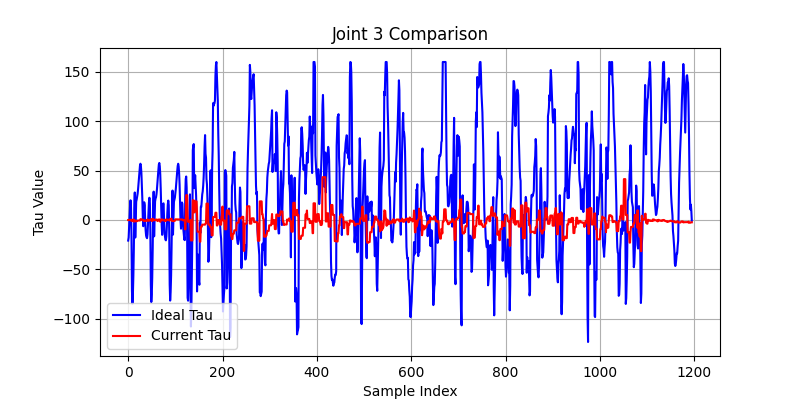 Joint 3 Comparison
Tau Value
150
100
50
0
−50
−100
Ideal Tau
Current Tau
0 200 400 600 800 1000 1200
Sample Index